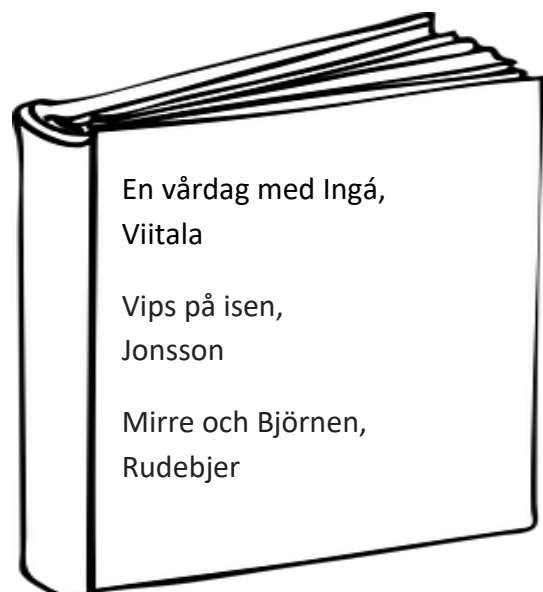 En vårdag med Ingá,
Viitala
Vips på isen,
Jonsson
Mirre och Björnen,
Rudebjer